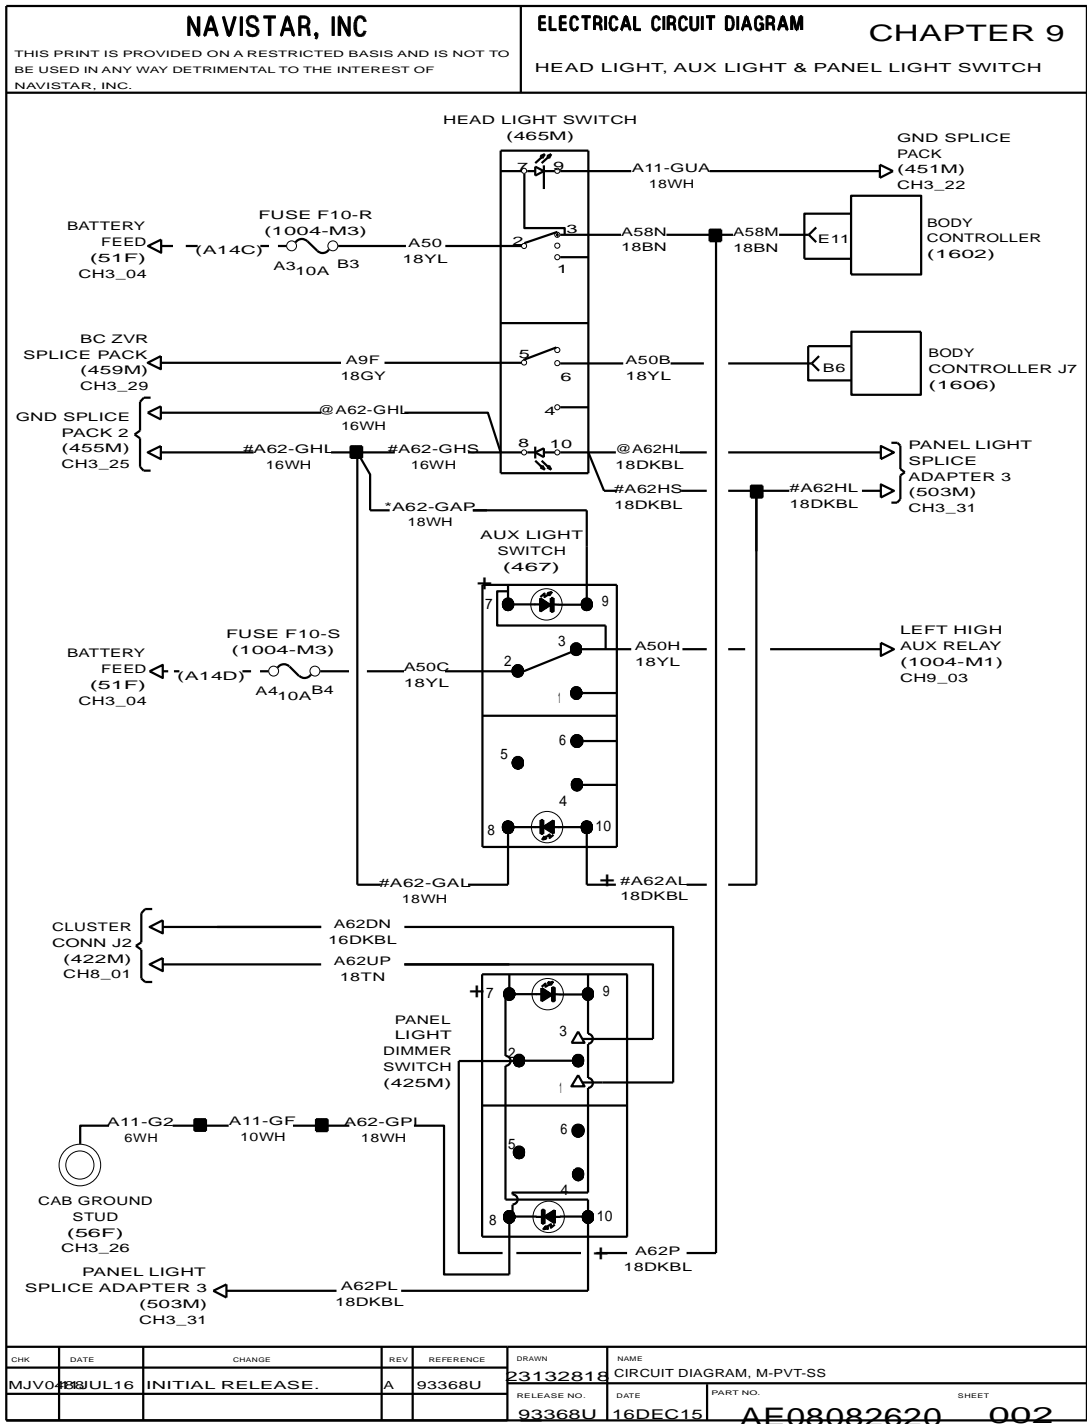 NAVISTAR, INC
THIS PRINT IS PROVIDED ON A RESTRICTED BASIS AND IS NOT TO
BE USED IN ANY WAY DETRIMENTAL TO THE INTEREST OF
NAVISTAR, INC.
ELECTRICAL CIRCUIT DIAGRAM
CHAPTER 9
HEAD LIGHT, AUX LIGHT & PANEL LIGHT SWITCH
HEAD LIGHT SWITCH
(465M)
7 9
A11-GUA
18WH
GND SPLICE
PACK
(451M)
CH3_22
BATTERY
FEED
(51F)
CH3_04
(A14C)
FUSE F10-R
(1004-M3)
A3 10A B3
A50
18YL
2 3
1
A58N
18BN
A58M
18BN
E11
BODY
CONTROLLER
(1602)
BC ZVR
SPLICE PACK
(459M)
CH3_29
A9F
18GY
5
6
4
A50B
18YL
B6
BODY
CONTROLLER J7
(1606)
GND SPLICE
PACK 2
(455M)
CH3_25
@A62-GHL
16WH
#A62-GHL
16WH
#A62-GHS
16WH
8 10
@A62HL
18DKBL
#A62HS
18DKBL
#A62HL
18DKBL
PANEL LIGHT
SPLICE
ADAPTER 3
(503M)
CH3_31
*A62-GAP
18WH
AUX LIGHT
SWITCH
(467)
+
7 9
BATTERY
FEED
(51F)
CH3_04
(A14D)
FUSE F10-S
(1004-M3)
A4 10A B4
A50C
18YL
2
3
1
A50H
18YL
LEFT HIGH
AUX RELAY
(1004-M1)
CH9_03
5
6
4
8 10
#A62-GAL
18WH
+ #A62AL
18DKBL
CLUSTER
CONN J2
(422M)
CH8_01
A62DN
16DKBL
A62UP
18TN
+ 7 9
PANEL
LIGHT
DIMMER
SWITCH
(425M)
3
2
1
6
5
4
8 10
A11-G2
6WH
A11-GF
10WH
A62-GPL
18WH
CAB GROUND
STUD
(56F)
CH3_26
+ A62P
18DKBL
PANEL LIGHT
SPLICE ADAPTER 3
(503M)
CH3_31
A62PL
18DKBL
CHK DATE CHANGE REV REFERENCE DRAWN NAME
JUL16 INITIAL RELEASE. A 93368U 23132818 CIRCUIT DIAGRAM, M-PVT-SS
RELEASE NO. DATE PART NO. SHEET
93368U 16DEC15 AE08082620 002